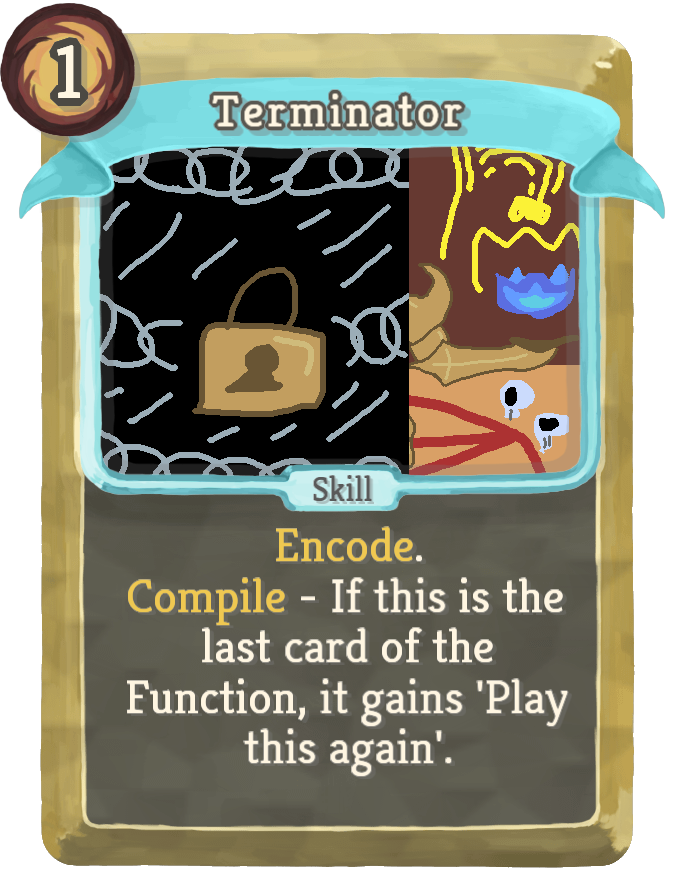 1
Terminator
Skill
Encode.
Compile - If this is the
last card of the
Function, it gains 'Play
this again'.